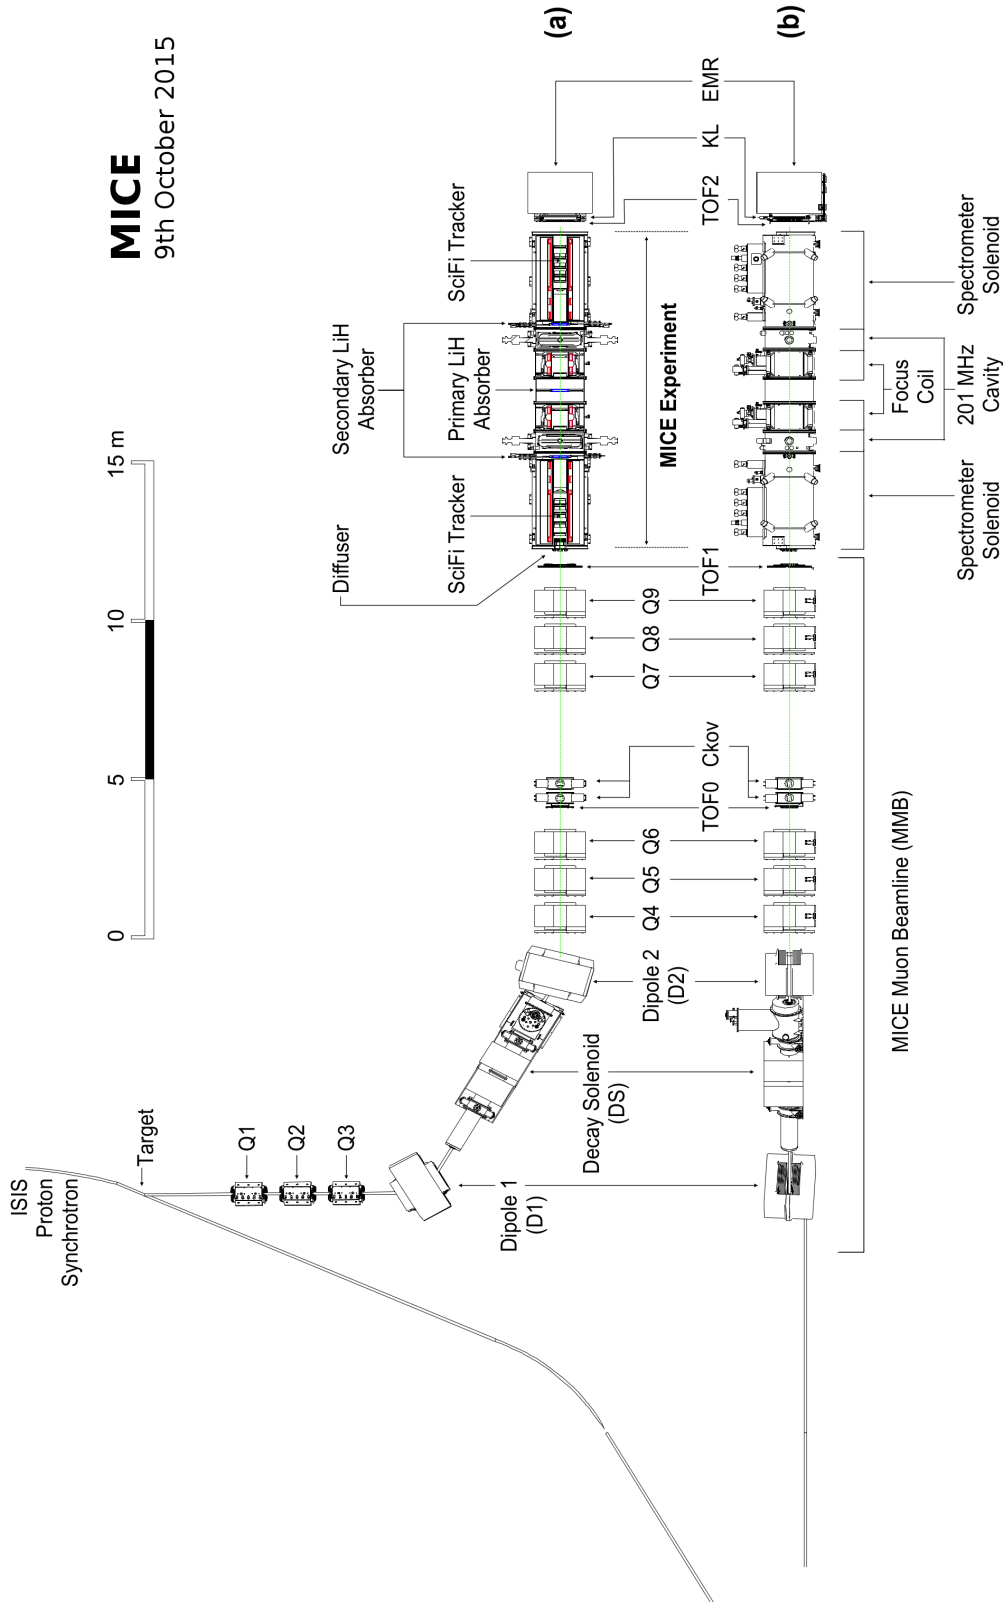 MICE
9th October 2015
0
5
10
15 m
ISIS
Proton
Synchrotron
Target
Q1
Q2
Q3
Diffuser
Secondary LiH
Absorber
SciFi Tracker
Primary LiH
Absorber
SciFi Tracker
(a)
MICE Experiment
Dipole 1
(D1)
Decay Solenoid
(DS)
Dipole 2
(D2)
Q4
Q5
Q6
TOF0
Ckov
Q7
Q8
Q9
TOF1
TOF2
KL
EMR
(b)
MICE Muon Beamline (MMB)
Spectrometer
Solenoid
Focus
Coil
201 MHz
Cavity
Spectrometer
Solenoid